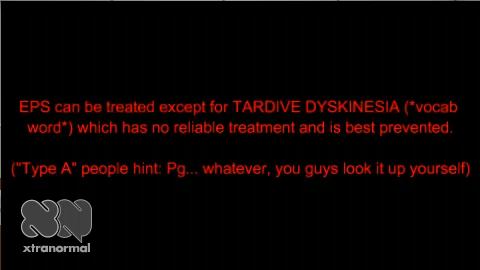 EPS can be treated except for TARDIVE DYSKINESIA (*vocab
word*) which has no reliable treatment and is best prevented.
("Type A" people hint: Pg... whatever, you guys look it up yourself)
xtranormal